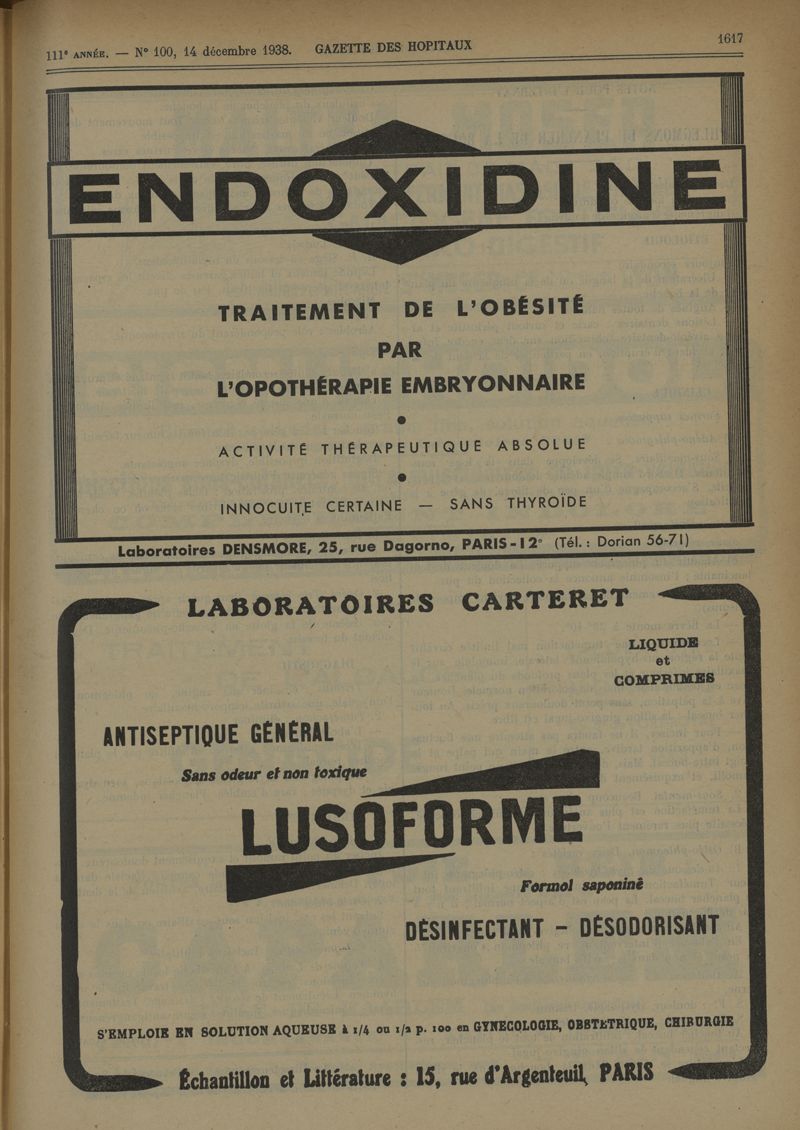 111e ANNÉE. — No 100, 14 décembre 1938. GAZETTE DES HOPITAUX 1617
ENDOXIDINE
TRAITEMENT DE L'OBÉSITÉ
PAR
L'OPOTHÉRAPIE EMBRYONNAIRE
ACTIVITÉ THÉRAPEUTIQUE ABSOLUE
INNOCUITE CERTAINE — SANS THYROÏDE
Laboratoires DENSMORE, 25, rue Dagorno, PARIS-12e (Tél. : Dorian 56-71)
LABORATOIRES CARTERET
LIQUIDE
et
COMPRIMES
ANTISEPTIQUE GÉNÉRAL
Sans odeur et non toxique
LUSOFORME
Formol saponiné
DÉSINFECTANT - DÉSODORISANT
S'EMPLOIE EN SOLUTION AQUEUSE à 1/4 ou 1/2 p. 100 en GYNECOLOGIE, OBSTETRIQUE, CHIRURGIE
Échantillon et Littérature : 15, rue d'Argenteuil, PARIS